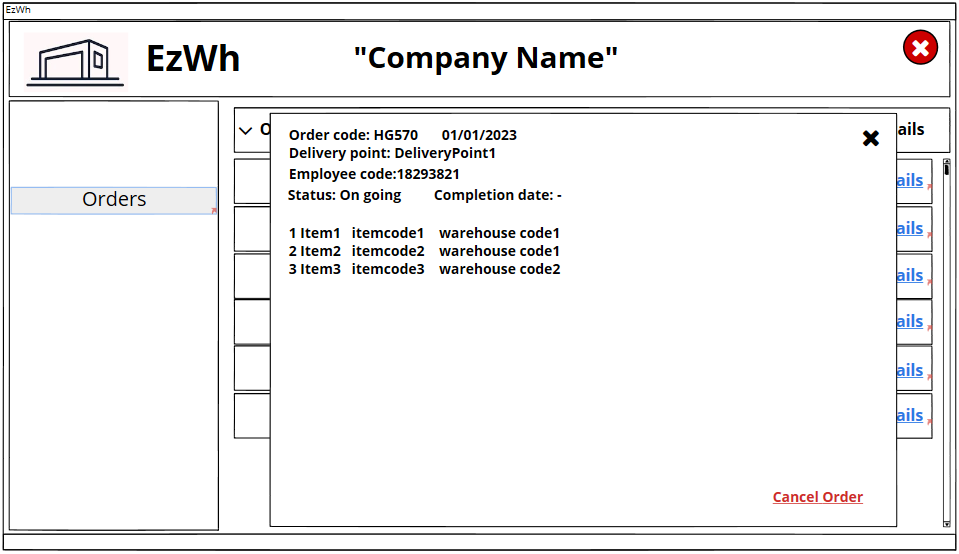 EzWh
EzWh
"Company Name"
Orders
O
ails
Order code: HG570 01/01/2023
Delivery point: DeliveryPoint1
Employee code:18293821
Status: On going Completion date: -
1 Item1 itemcode1 warehouse code1
2 Item2 itemcode2 warehouse code1
3 Item3 itemcode3 warehouse code2
ails
ails
ails
ails
ails
ails
Cancel Order